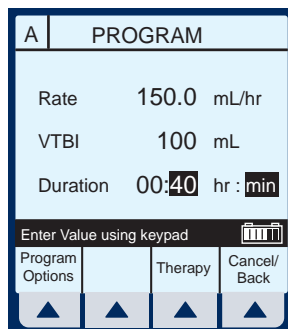 A PROGRAM
Rate 150.0 mL/hr
VTBI 100 mL
Duration 00:40 hr : min
Enter Value using keypad
Program Options
Therapy
Cancel/ Back